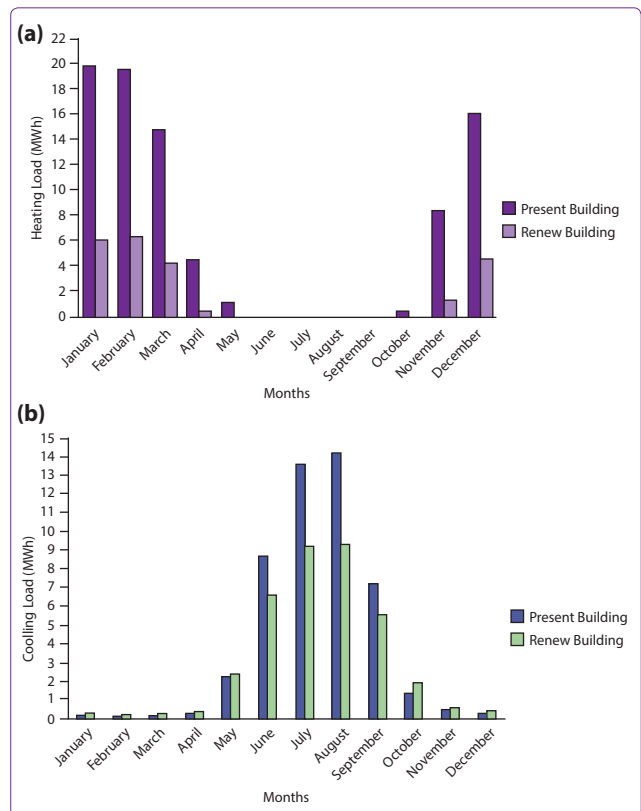 (a)
22
20
18
16
14
12
10
8
6
4
2
0
Heating Load (MWh)
Present Building
Renew Building
January
February
March
April
May
June
July
August
September
October
November
December
Months
(b)
15
14
13
12
11
10
9
8
7
6
5
4
3
2
1
0
Coolling Load (MWh)
Present Building
Renew Building
January
February
March
April
May
June
July
August
September
October
November
December
Months